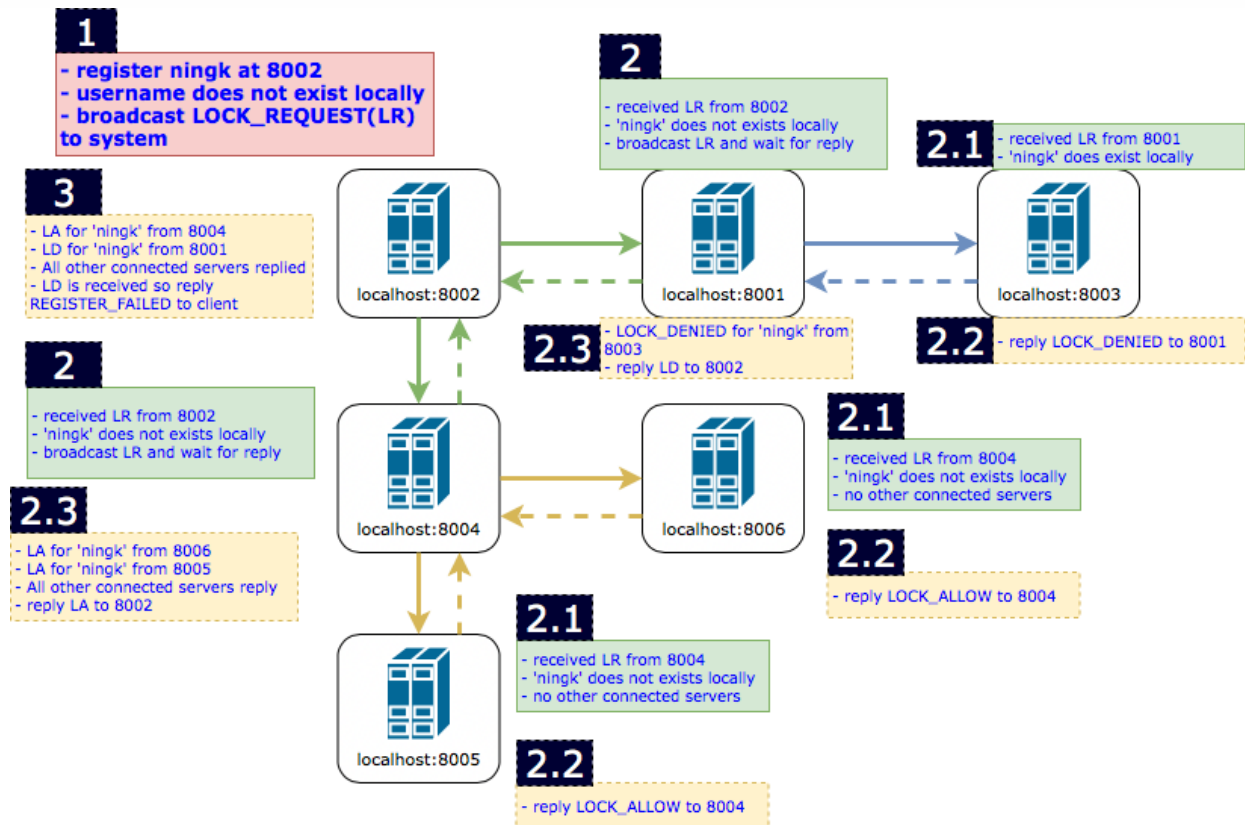 1
- register ningk at 8002
- username does not exist locally
- broadcast LOCK_REQUEST(LR)
to system
2
- received LR from 8002
- 'ningk' does not exists locally
- broadcast LR and wait for reply
2.1
- received LR from 8001
- 'ningk' does exist locally
3
- LA for 'ningk' from 8004
- LD for 'ningk' from 8001
- All other connected servers replied
- LD is received so reply
REGISTER_FAILED to client
localhost:8002
localhost:8001
localhost:8003
2.3
- LOCK_DENIED for 'ningk' from
8003
- reply LD to 8002
2.2
- reply LOCK_DENIED to 8001
2
- received LR from 8002
- 'ningk' does not exists locally
- broadcast LR and wait for reply
2.3
- LA for 'ningk' from 8006
- LA for 'ningk' from 8005
- All other connected servers reply
- reply LA to 8002
localhost:8004
localhost:8006
2.1
- received LR from 8004
- 'ningk' does not exists locally
- no other connected servers
2.2
- reply LOCK_ALLOW to 8004
localhost:8005
2.1
- received LR from 8004
- 'ningk' does not exists locally
- no other connected servers
2.2
- reply LOCK_ALLOW to 8004